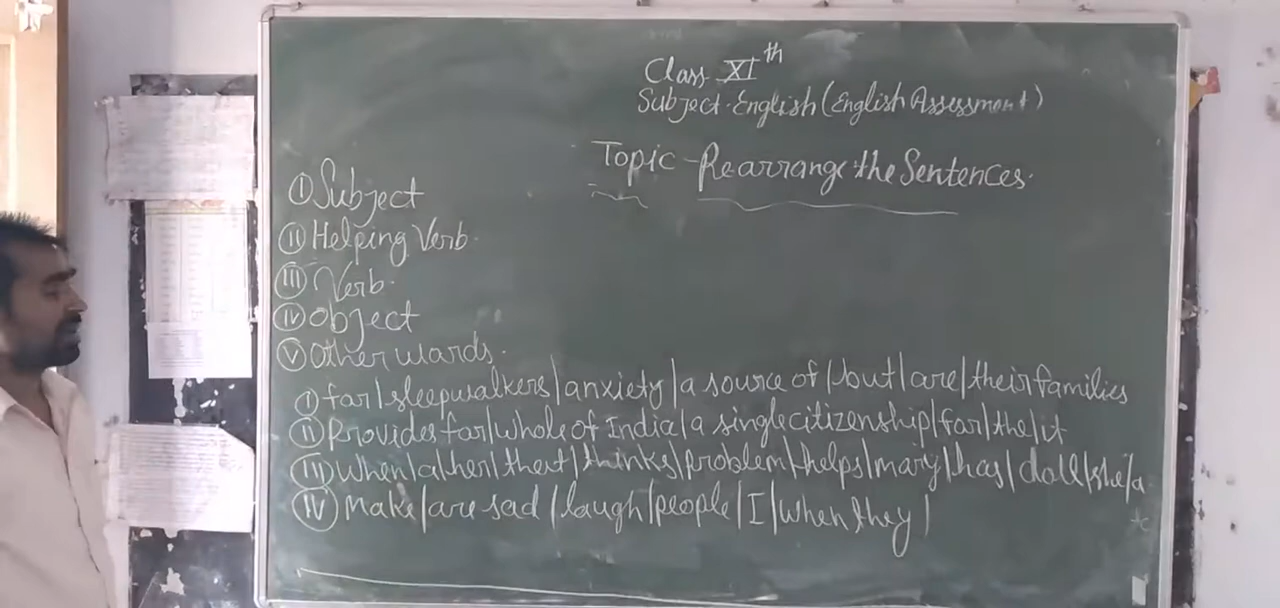 Class XIth
Subject-English (English Assessment)
Topic - Rearrange the Sentences.
(I) Subject
(II) Helping Verb.
(III) Verb.
(IV) Object
(V) Other wards.
(I) for/sleepwalkers/anxiety/a source of/but/are/their families
(II) Provides for/whole of India/a single citizenship/for/the/it
(III) When/a/her/that/thinks/problem/helps/mary/has/doll/she/a
(IV) Make/are sad/laugh/people/I/when they/